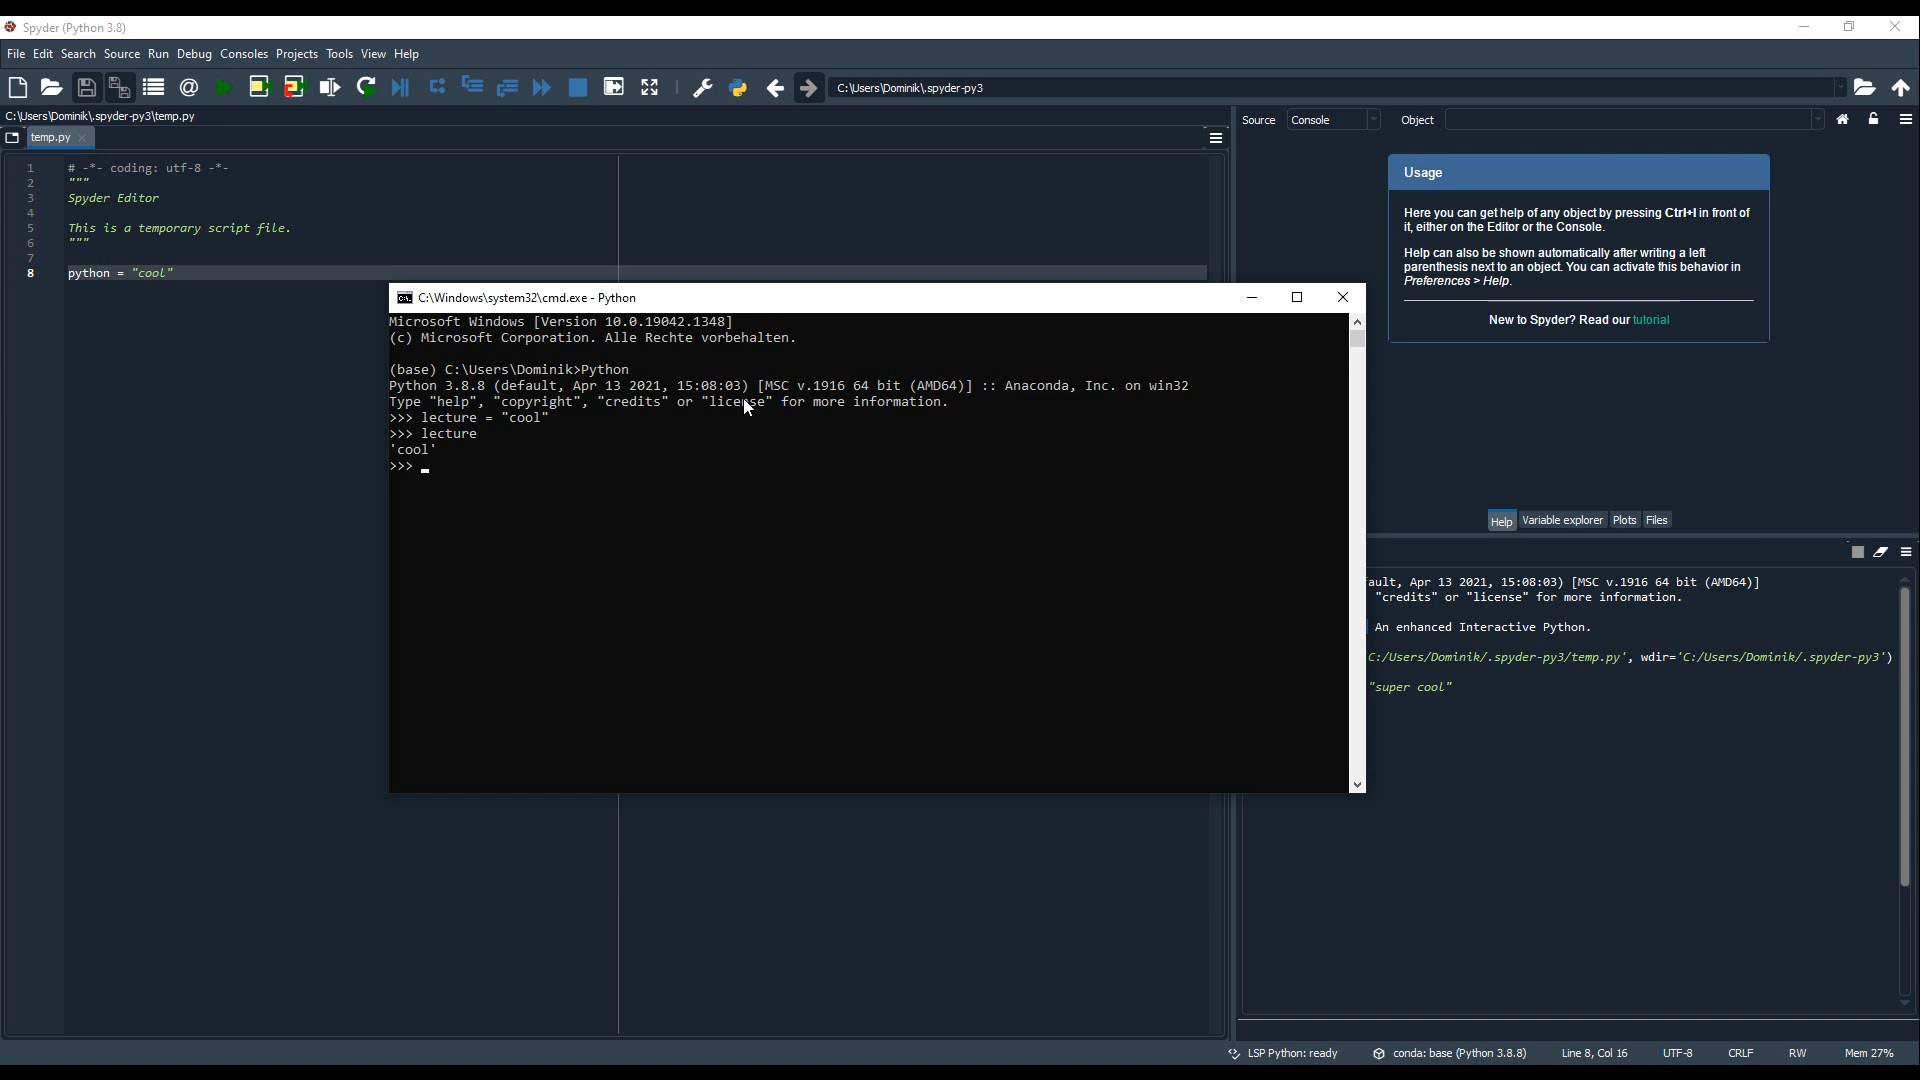 Spyder (Python 3.8)
File Edit Search Source Run Debug Consoles Projects Tools View Help
C:\Users\Dominik\.spyder-py3
C:\Users\Dominik\.spyder-py3\temp.py
temp.py
1 # -*- coding: utf-8 -*-
2 """
3 Spyder Editor
4
5 This is a temporary script file.
6 """
7
8 python = "cool"
Source Console Object
Usage
Here you can get help of any object by pressing Ctrl+I in front of
it, either on the Editor or the Console.
Help can also be shown automatically after writing a left
parenthesis next to an object. You can activate this behavior in
Preferences > Help.
New to Spyder? Read our tutorial
Help Variable explorer Plots Files
C:\Windows\system32\cmd.exe - Python
Microsoft Windows [Version 10.0.19042.1348]
(c) Microsoft Corporation. Alle Rechte vorbehalten.
(base) C:\Users\Dominik>Python
Python 3.8.8 (default, Apr 13 2021, 15:08:03) [MSC v.1916 64 bit (AMD64)] :: Anaconda, Inc. on win32
Type "help", "copyright", "credits" or "license" for more information.
>>> lecture = "cool"
>>> lecture
'cool'
>>> _
ault, Apr 13 2021, 15:08:03) [MSC v.1916 64 bit (AMD64)]
"credits" or "license" for more information.
An enhanced Interactive Python.
C:/Users/Dominik/.spyder-py3/temp.py', wdir='C:/Users/Dominik/.spyder-py3')
"super cool"
LSP Python: ready conda: base (Python 3.8.8) Line 8, Col 16 UTF-8 CRLF RW Mem 27%